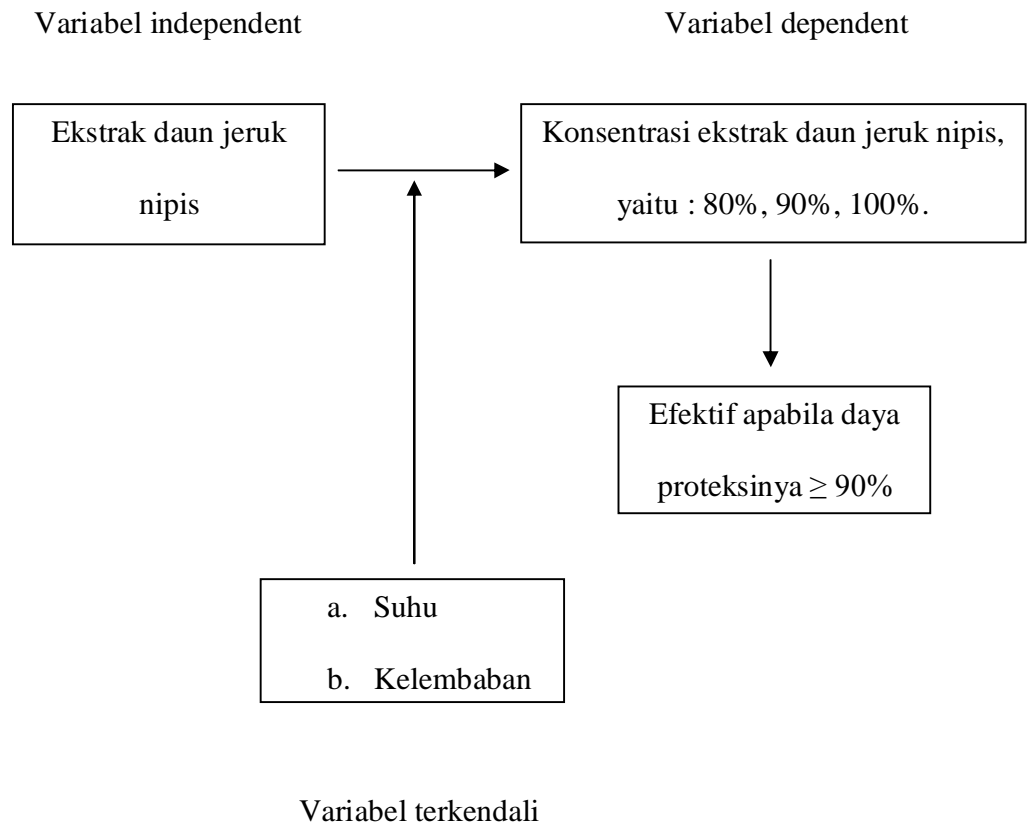 Variabel independent
Variabel dependent
Ekstrak daun jeruk
nipis
Konsentrasi ekstrak daun jeruk nipis,
yaitu : 80%, 90%, 100%.
Efektif apabila daya
proteksinya ≥ 90%
a. Suhu
b. Kelembaban
Variabel terkendali